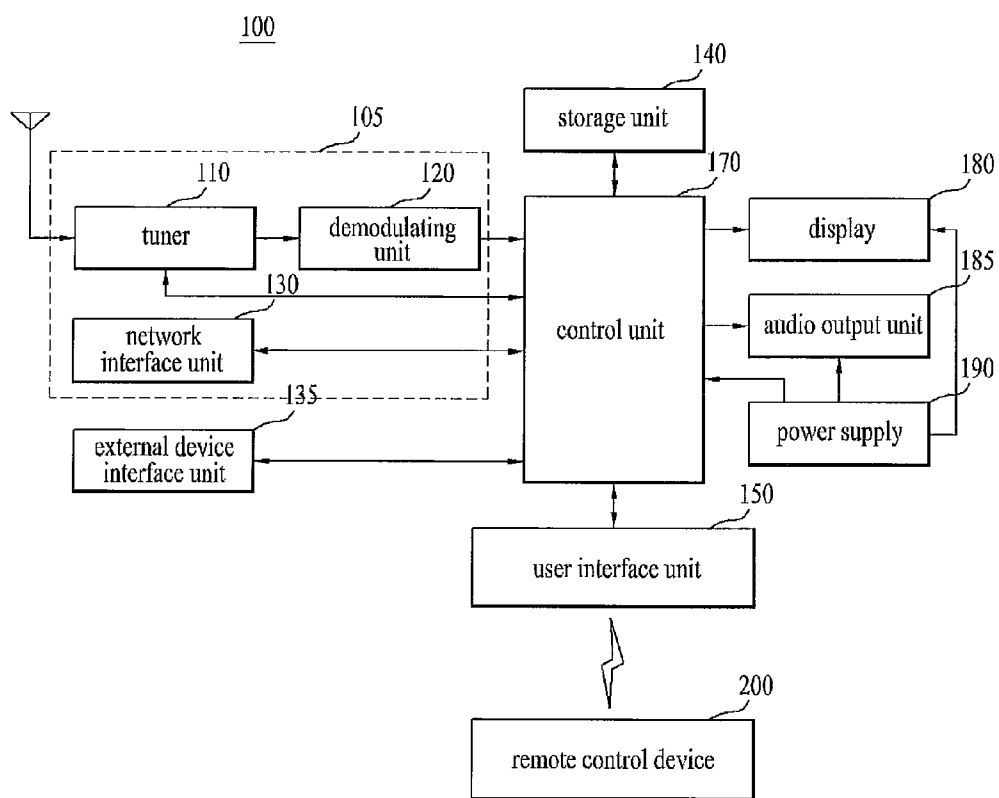 100
140
storage unit
105
110
tuner
120
demodulating
unit
170
control unit
180
display
130
network
interface unit
185
audio output unit
135
external device
interface unit
190
power supply
150
user interface unit
200
remote control device